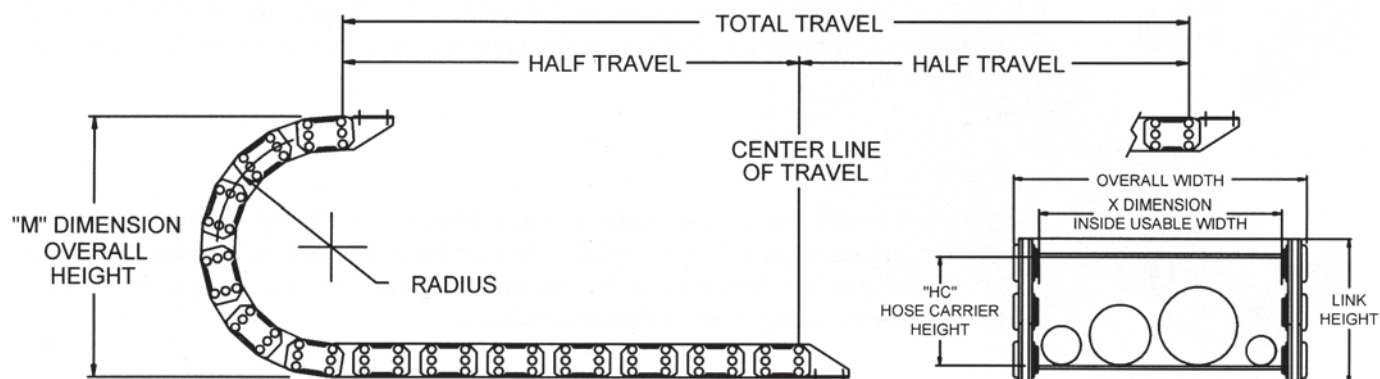 TOTAL TRAVEL
HALF TRAVEL
HALF TRAVEL
CENTER LINE
OF TRAVEL
"M" DIMENSION
OVERALL
HEIGHT
RADIUS
OVERALL WIDTH
X DIMENSION
INSIDE USABLE WIDTH
"HC"
HOSE CARRIER
HEIGHT
LINK
HEIGHT